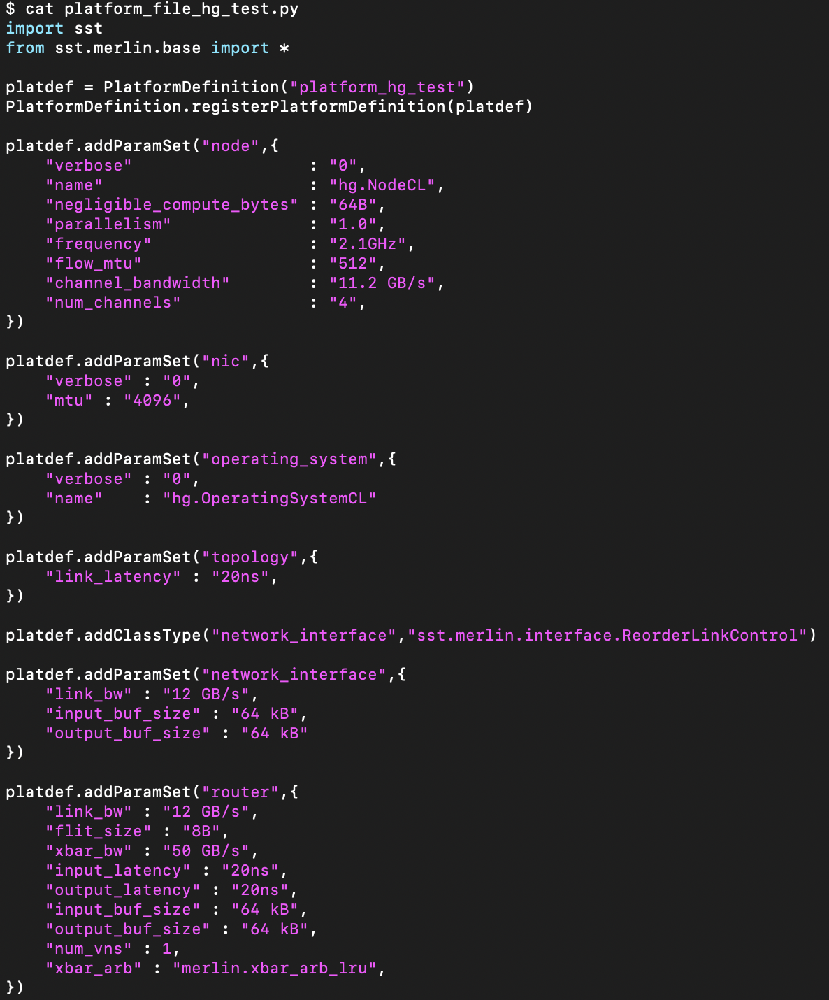 $ cat platform_file_hg_test.py
import sst
from sst.merlin.base import *

platdef = PlatformDefinition("platform_hg_test")
PlatformDefinition.registerPlatformDefinition(platdef)

platdef.addParamSet("node",{
    "verbose"                  : "0",
    "name"                     : "hg.NodeCL",
    "negligible_compute_bytes" : "64B",
    "parallelism"              : "1.0",
    "frequency"                : "2.1GHz",
    "flow_mtu"                 : "512",
    "channel_bandwidth"        : "11.2 GB/s",
    "num_channels"             : "4",
})

platdef.addParamSet("nic",{
    "verbose" : "0",
    "mtu" : "4096",
})

platdef.addParamSet("operating_system",{
    "verbose" : "0",
    "name"    : "hg.OperatingSystemCL"
})

platdef.addParamSet("topology",{
    "link_latency" : "20ns",
})

platdef.addClassType("network_interface","sst.merlin.interface.ReorderLinkControl")

platdef.addParamSet("network_interface",{
    "link_bw" : "12 GB/s",
    "input_buf_size" : "64 kB",
    "output_buf_size" : "64 kB"
})

platdef.addParamSet("router",{
    "link_bw" : "12 GB/s",
    "flit_size" : "8B",
    "xbar_bw" : "50 GB/s",
    "input_latency" : "20ns",
    "output_latency" : "20ns",
    "input_buf_size" : "64 kB",
    "output_buf_size" : "64 kB",
    "num_vns" : 1,
    "xbar_arb" : "merlin.xbar_arb_lru",
})